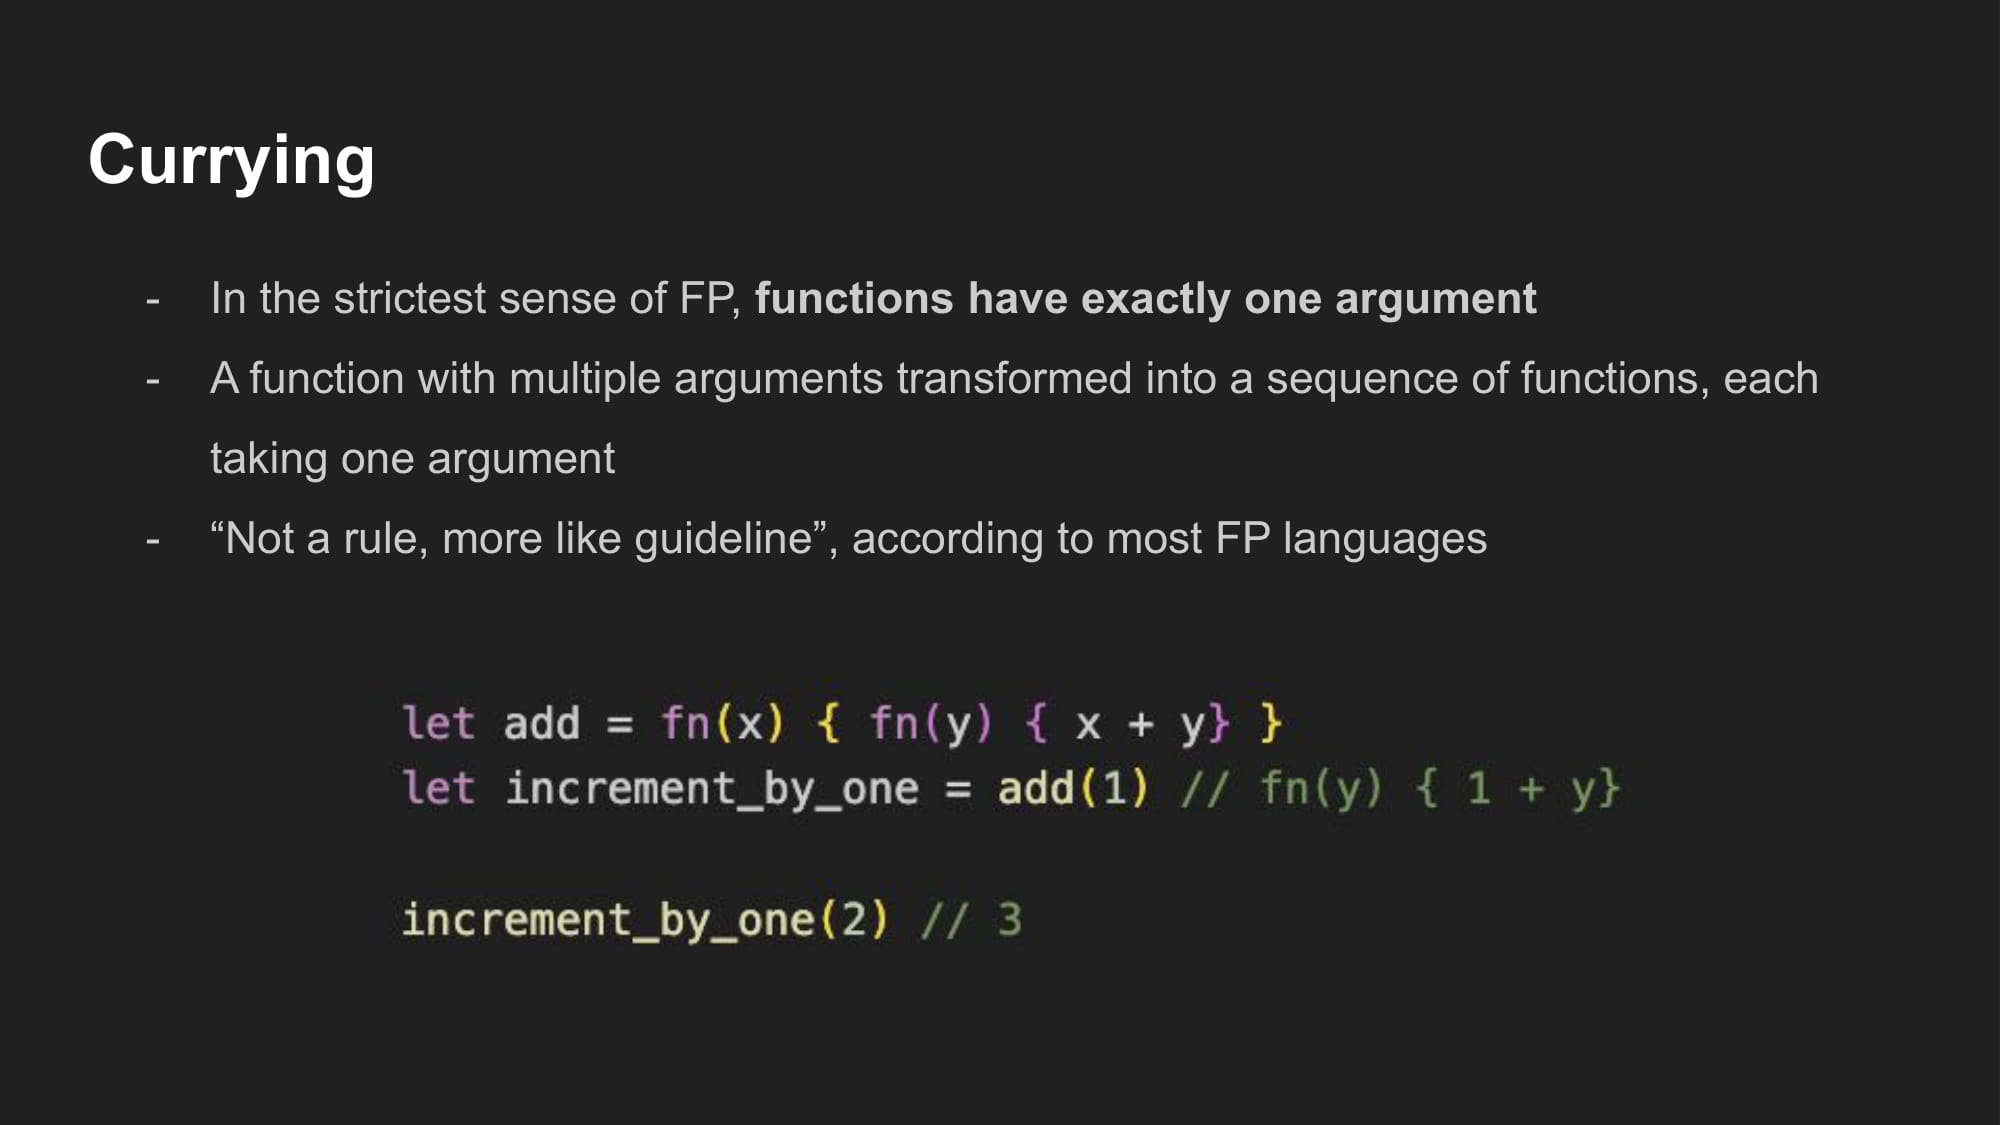 Currying
- In the strictest sense of FP, functions have exactly one argument
- A function with multiple arguments transformed into a sequence of functions, each
taking one argument
- “Not a rule, more like guideline”, according to most FP languages
let add = fn(x) { fn(y) { x + y} }
let increment_by_one = add(1) // fn(y) { 1 + y}
increment_by_one(2) // 3